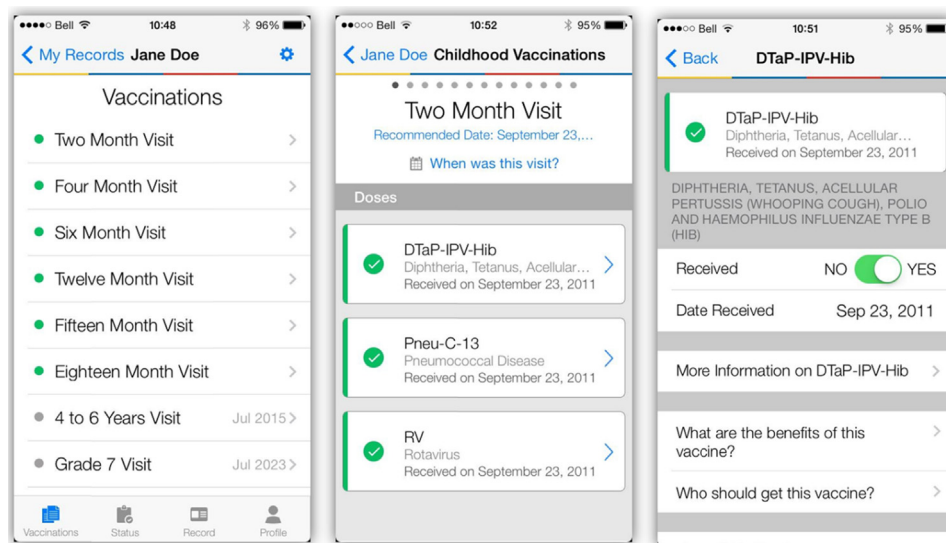 Bell 10:48 96%
My Records Jane Doe
Vaccinations
Two Month Visit
Four Month Visit
Six Month Visit
Twelve Month Visit
Fifteen Month Visit
Eighteen Month Visit
4 to 6 Years Visit Jul 2015
Grade 7 Visit Jul 2023
Vaccinations Status Record Profile
Bell 10:52 95%
Jane Doe Childhood Vaccinations
Two Month Visit
Recommended Date: September 23,...
When was this visit?
Doses
DTaP-IPV-Hib
Diphtheria, Tetanus, Acellular...
Received on September 23, 2011
Pneu-C-13
Pneumococcal Disease
Received on September 23, 2011
RV
Rotavirus
Received on September 23, 2011
Bell 10:51 95%
Back DTaP-IPV-Hib
DTaP-IPV-Hib
Diphtheria, Tetanus, Acellular...
Received on September 23, 2011
DIPHTHERIA, TETANUS, ACELLULAR
PERTUSSIS (WHOOPING COUGH), POLIO
AND HAEMOPHILUS INFLUENZAE TYPE B
(HIB)
Received NO YES
Date Received Sep 23, 2011
More Information on DTaP-IPV-Hib
What are the benefits of this
vaccine?
Who should get this vaccine?